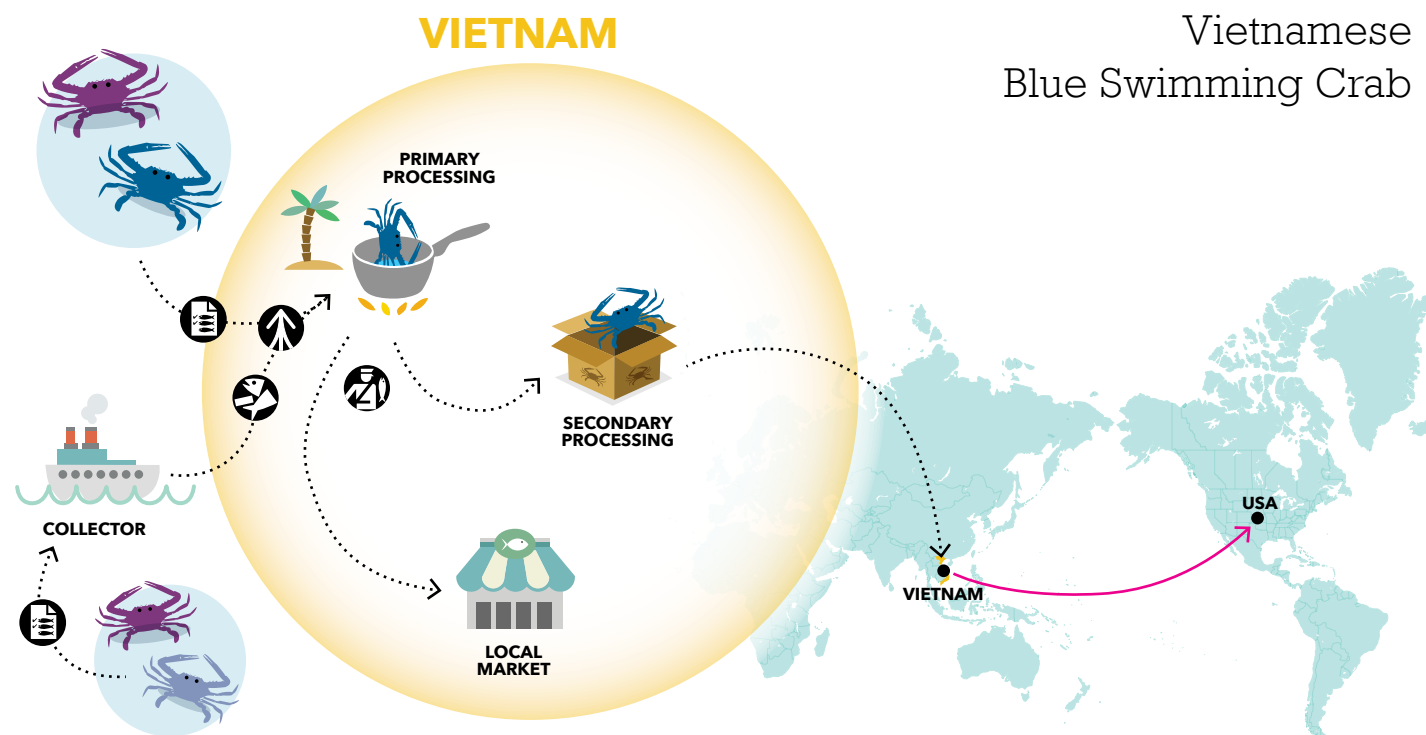 VIETNAM
Vietnamese
Blue Swimming Crab
PRIMARY
PROCESSING
SECONDARY
PROCESSING
COLLECTOR
USA
VIETNAM
LOCAL
MARKET